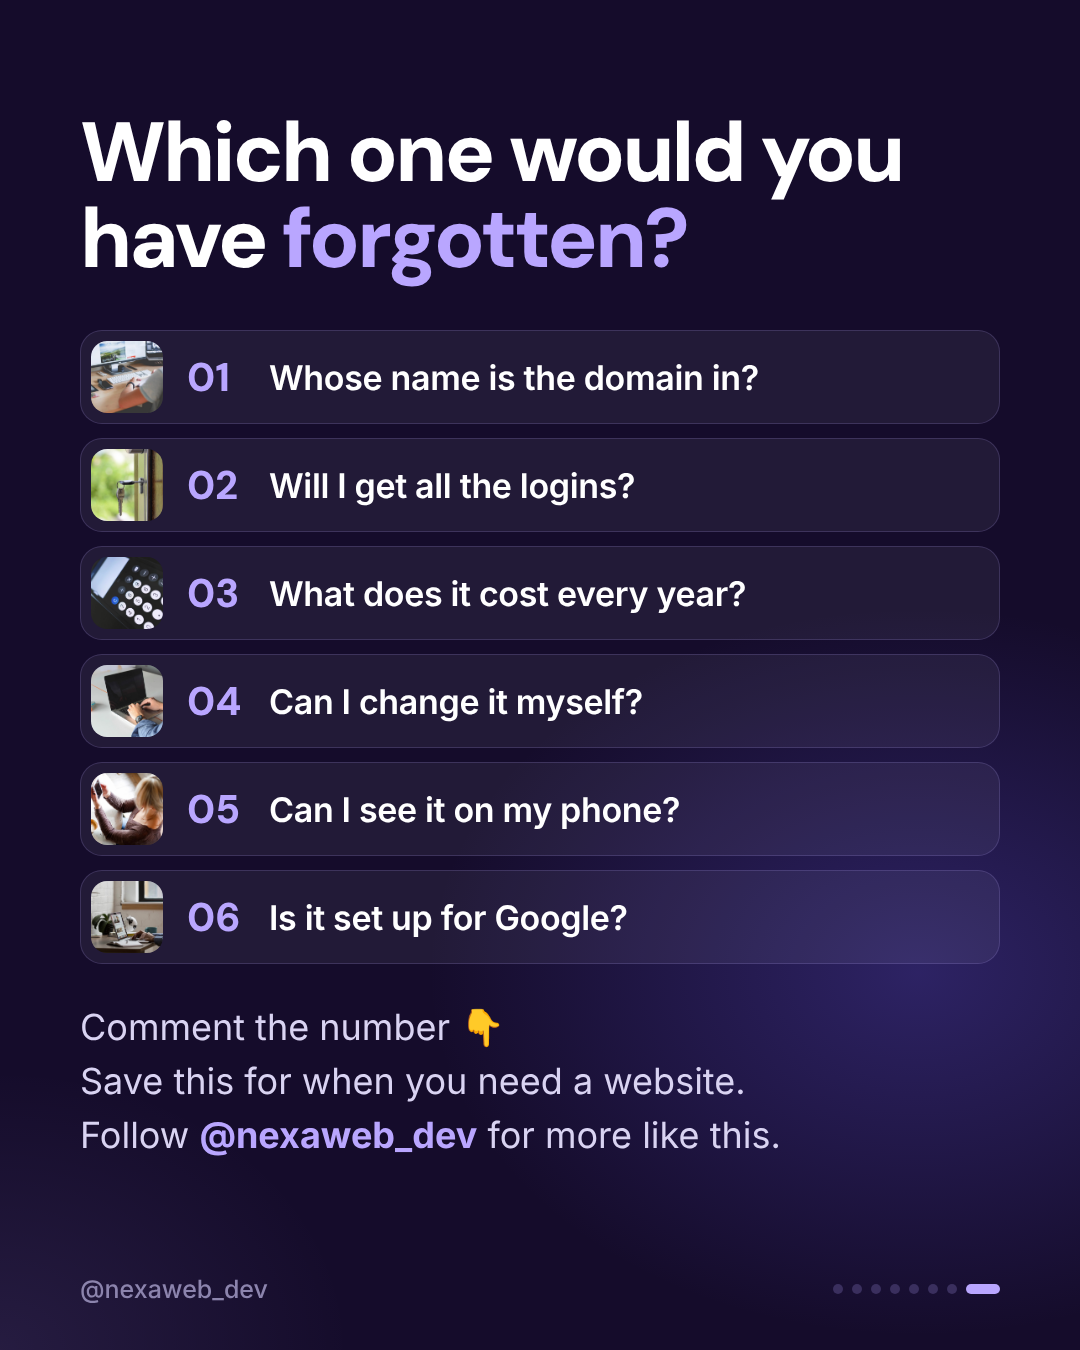 Which one would you
have forgotten?
01 Whose name is the domain in?
02 Will I get all the logins?
03 What does it cost every year?
04 Can I change it myself?
05 Can I see it on my phone?
06 Is it set up for Google?
Comment the number 👇
Save this for when you need a website.
Follow @nexaweb_dev for more like this.
@nexaweb_dev